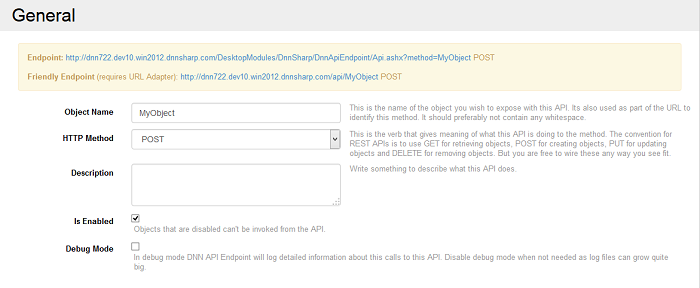 General
Endpoint: http://dnn722.dev10.win2012.dnnsharp.com/DesktopModules/DnnSharp/DnnApiEndpoint/Api.ashx?method=MyObject POST
Friendly Endpoint (requires URL Adapter): http://dnn722.dev10.win2012.dnnsharp.com/api/MyObject POST
Object Name
MyObject
This is the name of the object you wish to expose with this API. Its also used as part of the URL to
identify this method. It should preferably not contain any whitespace.
HTTP Method
POST
This is the verb that gives meaning of what this API is doing to the method. The convention for
REST APIs is to use GET for retrieving objects, POST for creating objects, PUT for updating
objects and DELETE for removing objects. But you are free to wire these any way you see fit.
Description
Write something to describe what this API does.
Is Enabled
Objects that are disabled can't be invoked from the API.
Debug Mode
In debug mode DNN API Endpoint will log detailed information about this calls to this API. Disable debug mode when not needed as log files can grow quite
big.